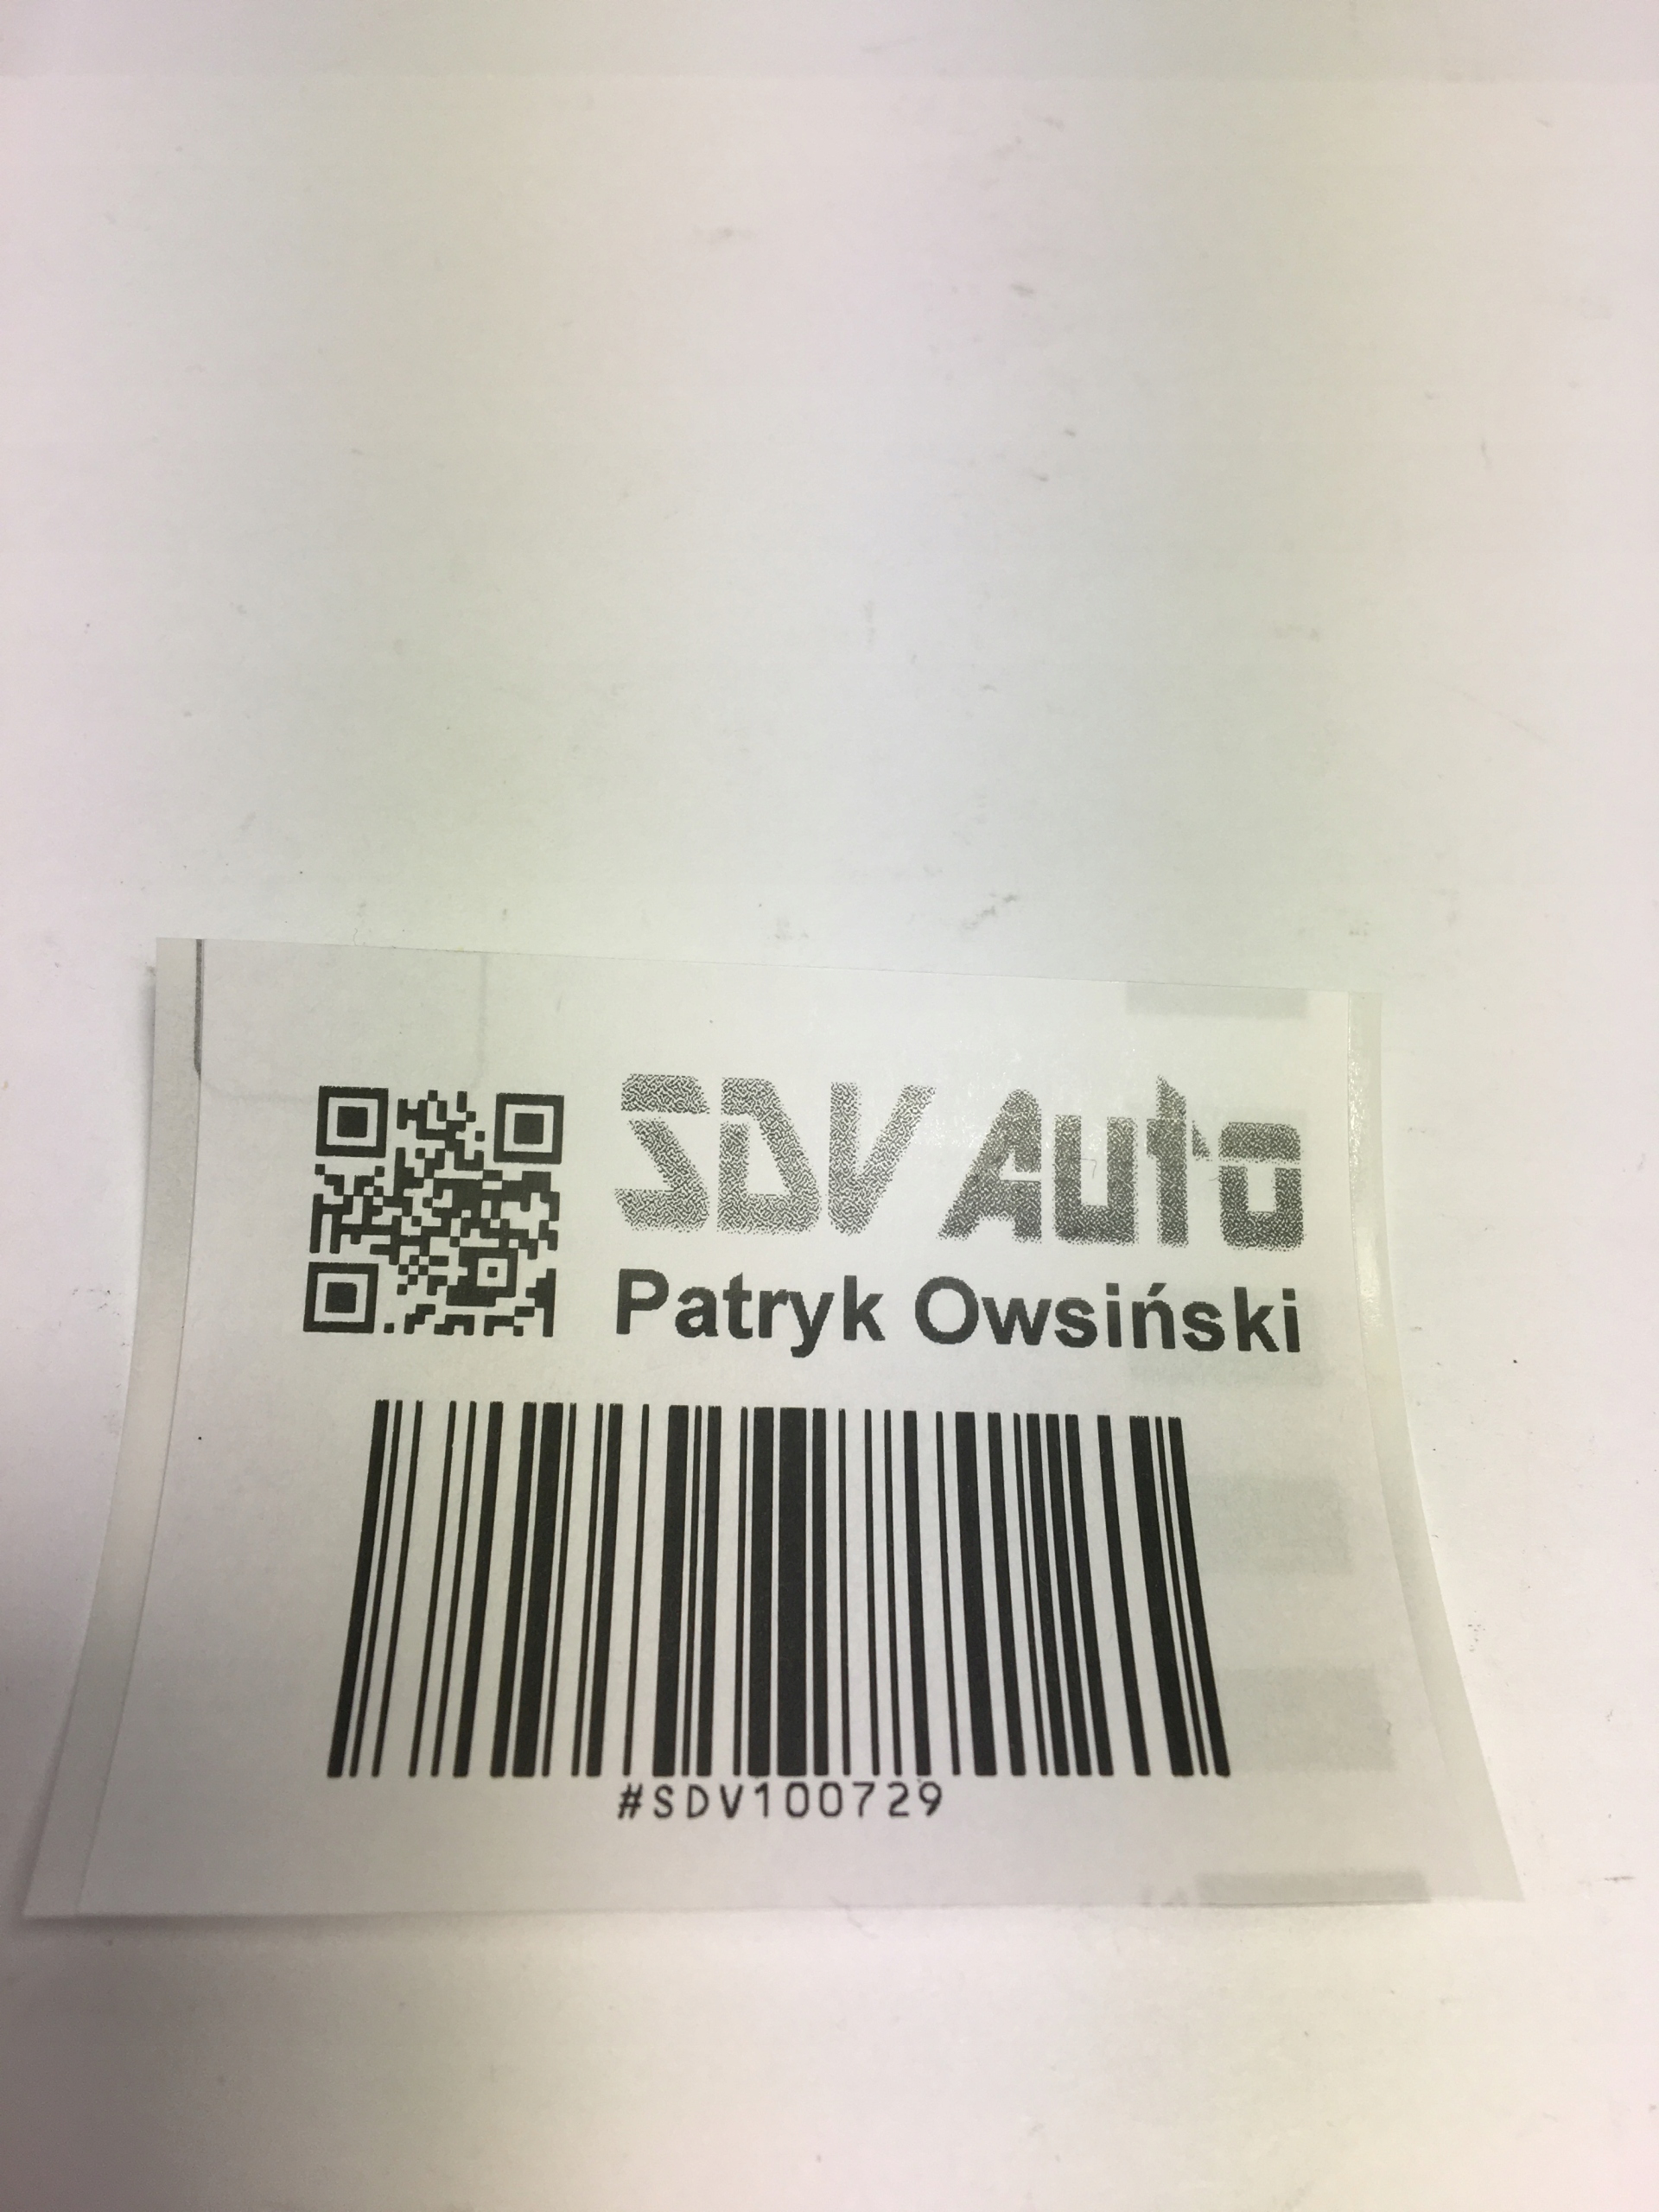 SDV Auto
Patryk Owsiński
#SDV100729